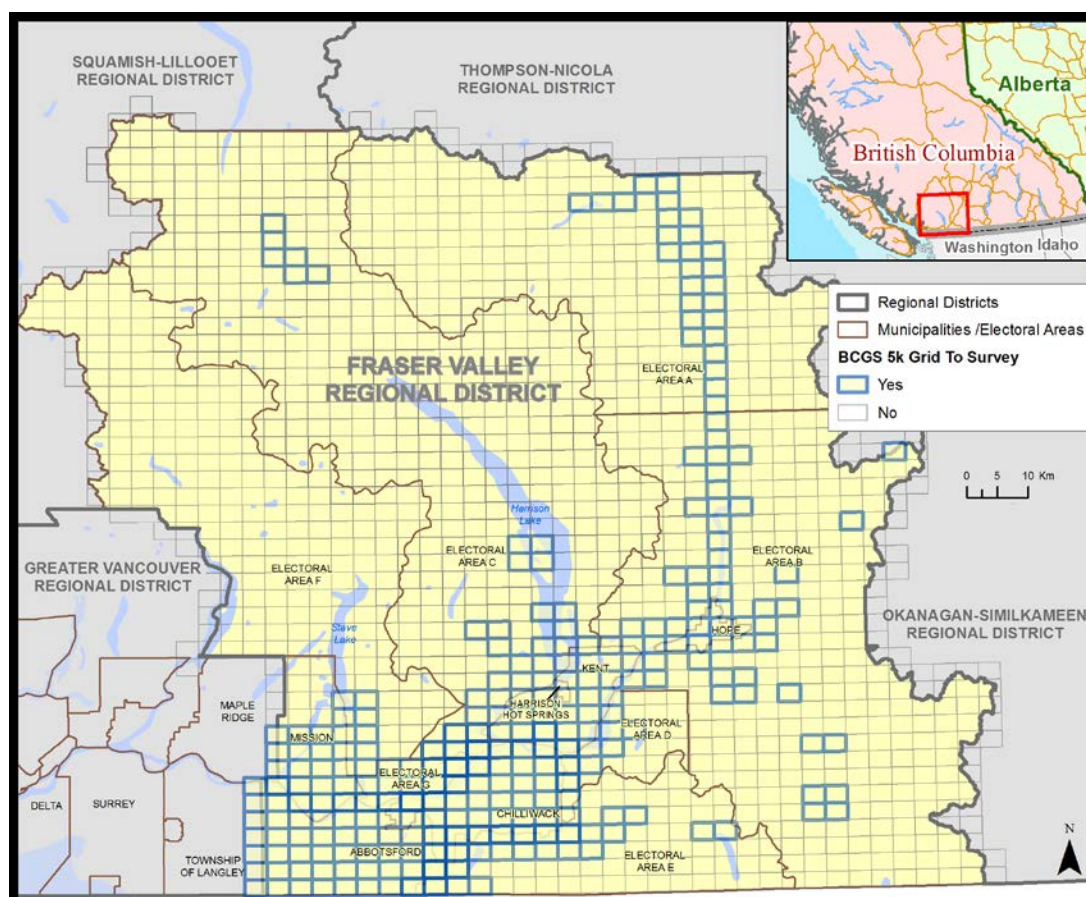 SQUAMISH-LILLOOET
REGIONAL DISTRICT
THOMPSON-NICOLA
REGIONAL DISTRICT
Alberta
British Columbia
Washington
Idaho
Regional Districts
Municipalities /Electoral Areas
BCGS 5k Grid To Survey
Yes
No
0 5 10 Km
FRASER VALLEY
REGIONAL DISTRICT
ELECTORAL
AREA A
Harrison
Lake
GREATER VANCOUVER
REGIONAL DISTRICT
ELECTORAL
AREA F
ELECTORAL
AREA C
ELECTORAL
AREA B
OKANAGAN-SIMILKAMEEN
REGIONAL DISTRICT
Stave
Lake
HOPE
KENT
MAPLE
RIDGE
HARRISON
HOT SPRINGS
MISSION
ELECTORAL
AREA D
ELECTORAL
AREA G
DELTA
SURREY
CHILLIWACK
ABBOTSFORD
TOWNSHIP
OF LANGLEY
ELECTORAL
AREA E
N